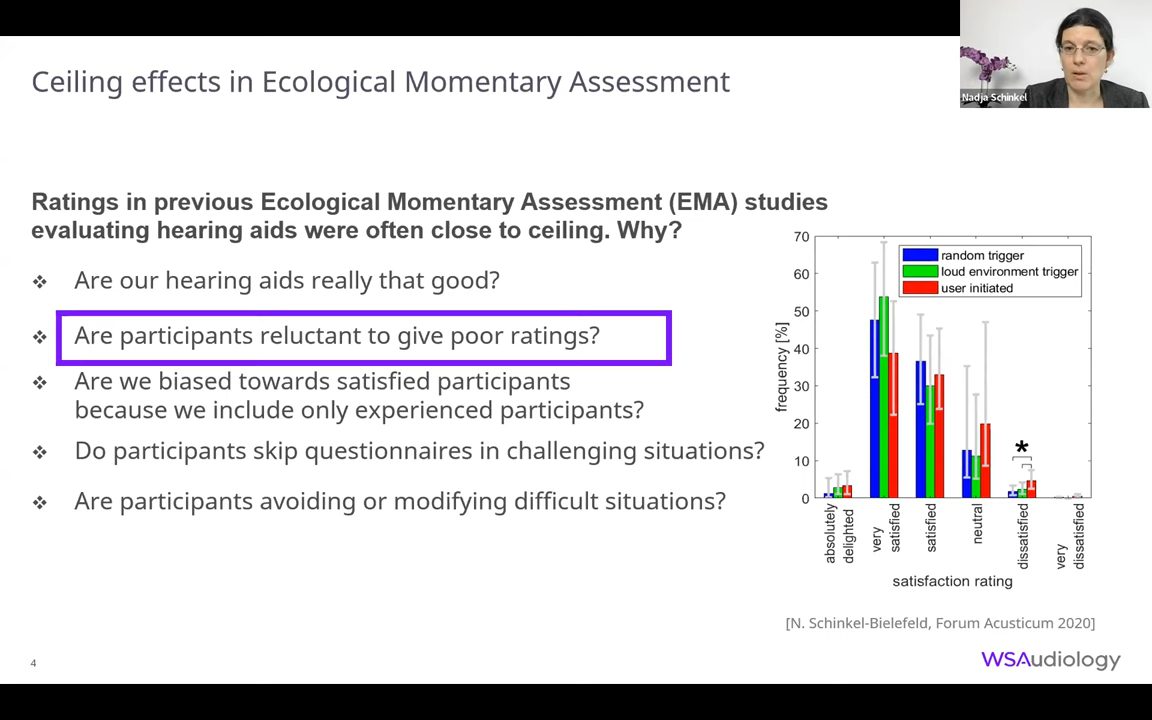 Nadja Schinkel
Ceiling effects in Ecological Momentary Assessment
Ratings in previous Ecological Momentary Assessment (EMA) studies
evaluating hearing aids were often close to ceiling. Why?
❖ Are our hearing aids really that good?
❖ Are participants reluctant to give poor ratings?
❖ Are we biased towards satisfied participants
because we include only experienced participants?
❖ Do participants skip questionnaires in challenging situations?
❖ Are participants avoiding or modifying difficult situations?
70
60
50
40
30
20
10
0
frequency [%]
random trigger
loud environment trigger
user initiated
*
absolutely
delighted
very
satisfied
satisfied
neutral
dissatisfied
very
dissatisfied
satisfaction rating
[N. Schinkel-Bielefeld, Forum Acusticum 2020]
4
WSAudiology